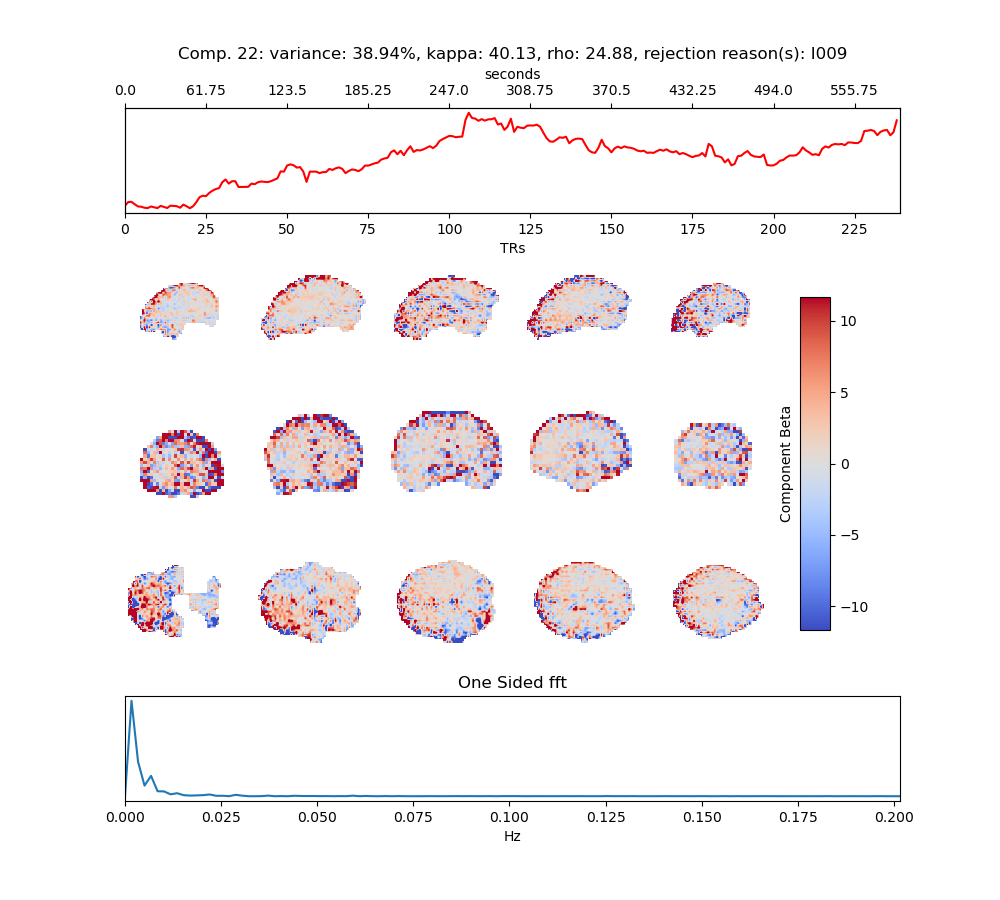 Comp. 22: variance: 38.94%, kappa: 40.13, rho: 24.88, rejection reason(s): I009
seconds
0.0 61.75 123.5 185.25 247.0 308.75 370.5 432.25 494.0 555.75
0 25 50 75 100 125 150 175 200 225
TRs
10
5
0
−5
−10
Component Beta
One Sided fft
0.000 0.025 0.050 0.075 0.100 0.125 0.150 0.175 0.200
Hz